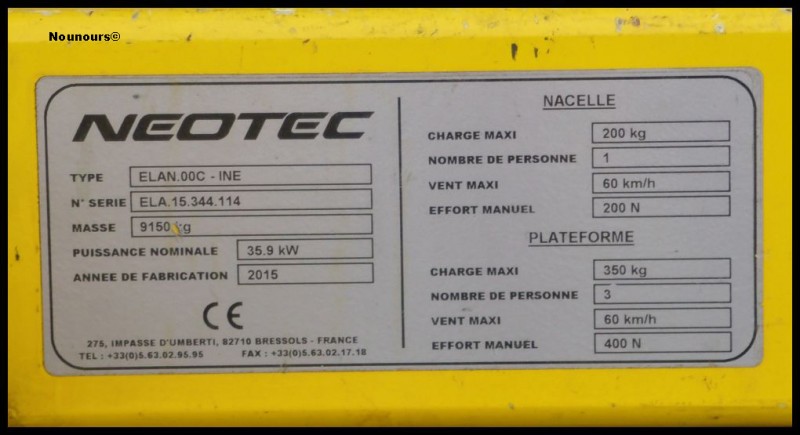 Nounours©
NEOTEC
TYPE ELAN.00C - INE
N° SERIE ELA.15.344.114
MASSE 9150 kg
PUISSANCE NOMINALE 35.9 kW
ANNEE DE FABRICATION 2015
CE
275, IMPASSE D'UMBERTI, 82710 BRESSOLS - FRANCE
TEL : +33(0)5.63.02.95.95 FAX : +33(0)5.63.02.17.18
NACELLE
CHARGE MAXI 200 kg
NOMBRE DE PERSONNE 1
VENT MAXI 60 km/h
EFFORT MANUEL 200 N
PLATEFORME
CHARGE MAXI 350 kg
NOMBRE DE PERSONNE 3
VENT MAXI 60 km/h
EFFORT MANUEL 400 N